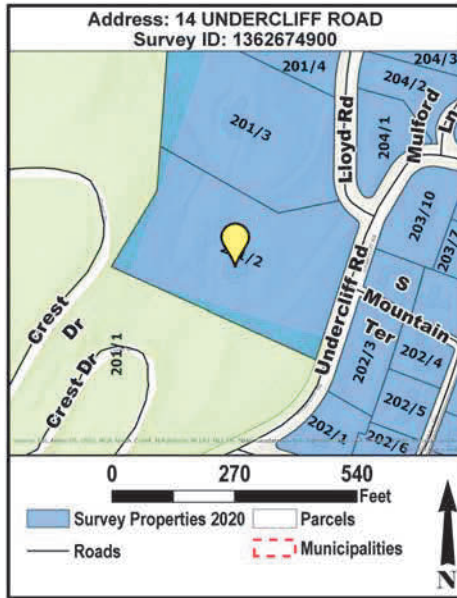 Address: 14 UNDERCLIFF ROAD
Survey ID: 1362674900
201/4
204/3
204/2
201/3
Lloyd-Rd
204/1
Mulford
Ln
203/10
203/7
Undercliff-Rd
S
Mountain
Ter
Crest
Dr
201/1
Crest-Dr
202/3
202/4
202/5
202/1
202/6
0 270 540
Feet
Survey Properties 2020
Parcels
Roads
Municipalities
N